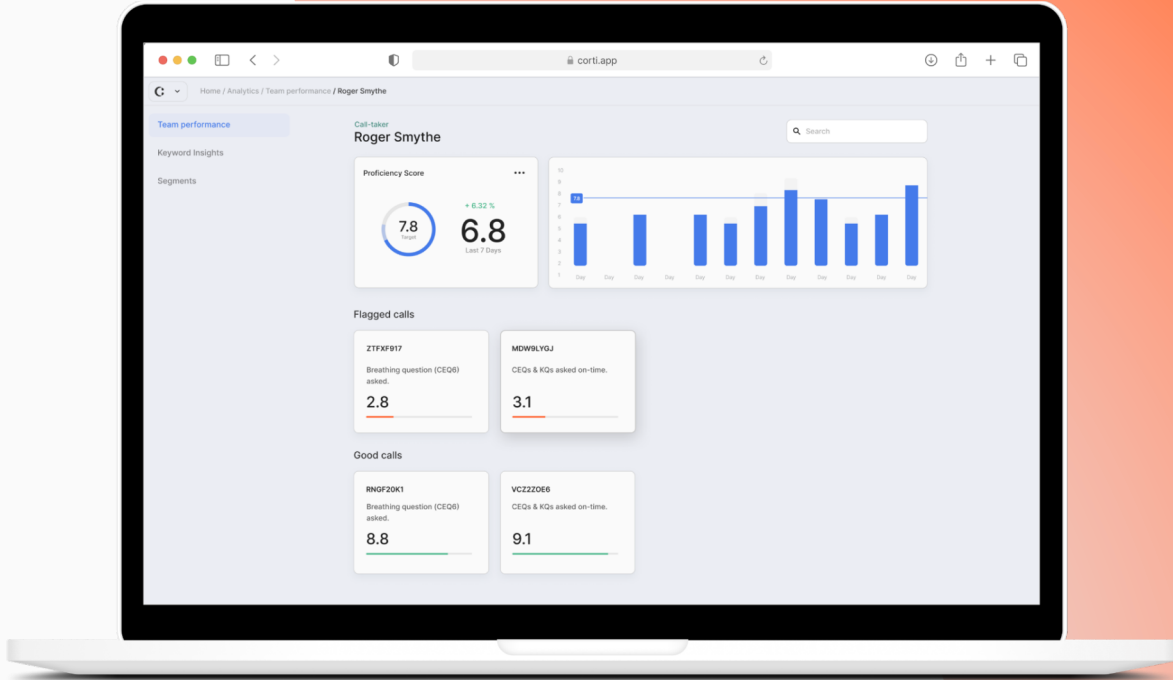 corti.app
Home / Analytics / Team performance / Roger Smythe
Team performance
Keyword Insights
Segments
Call-taker
Roger Smythe
Search
Proficiency Score
7.8
Target
+ 6.32 %
6.8
Last 7 Days
10
9
8
7.8
7
6
5
4
3
2
1
Day Day Day Day Day Day Day Day Day Day Day Day
Flagged calls
ZTFXF917
Breathing question (CEQ6)
asked.
2.8
MDW9LYGJ
CEQs & KQs asked on-time.
3.1
Good calls
RNGF20K1
Breathing question (CEQ6)
asked.
8.8
VCZ2ZOE6
CEQs & KQs asked on-time.
9.1